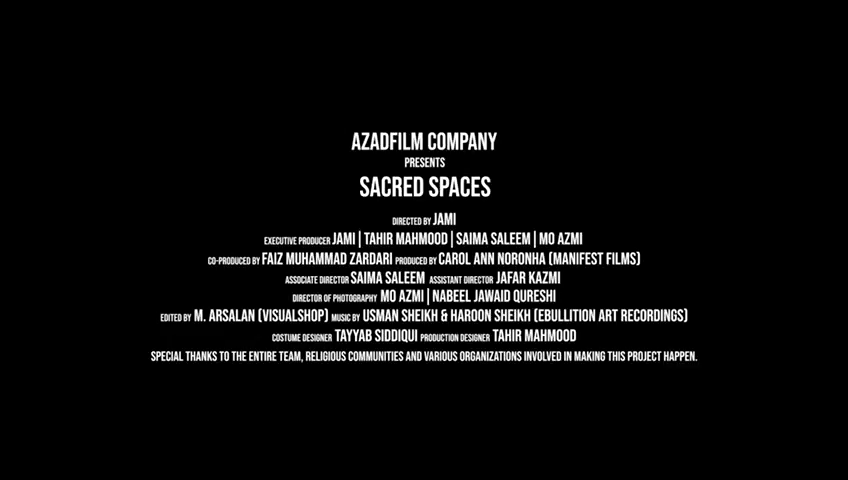 AZADFILM COMPANY
PRESENTS
SACRED SPACES
DIRECTED BY JAMI
EXECUTIVE PRODUCER JAMI | TAHIR MAHMOOD | SAIMA SALEEM | MO AZMI
CO-PRODUCED BY FAIZ MUHAMMAD ZARDARI PRODUCED BY CAROL ANN NORONHA (MANIFEST FILMS)
ASSOCIATE DIRECTOR SAIMA SALEEM ASSISTANT DIRECTOR JAFAR KAZMI
DIRECTOR OF PHOTOGRAPHY MO AZMI | NABEEL JAWAID QURESHI
EDITED BY M. ARSALAN (VISUALSHOP) MUSIC BY USMAN SHEIKH & HAROON SHEIKH (EBULLITION ART RECORDINGS)
COSTUME DESIGNER TAYYAB SIDDIQUI PRODUCTION DESIGNER TAHIR MAHMOOD
SPECIAL THANKS TO THE ENTIRE TEAM, RELIGIOUS COMMUNITIES AND VARIOUS ORGANIZATIONS INVOLVED IN MAKING THIS PROJECT HAPPEN.